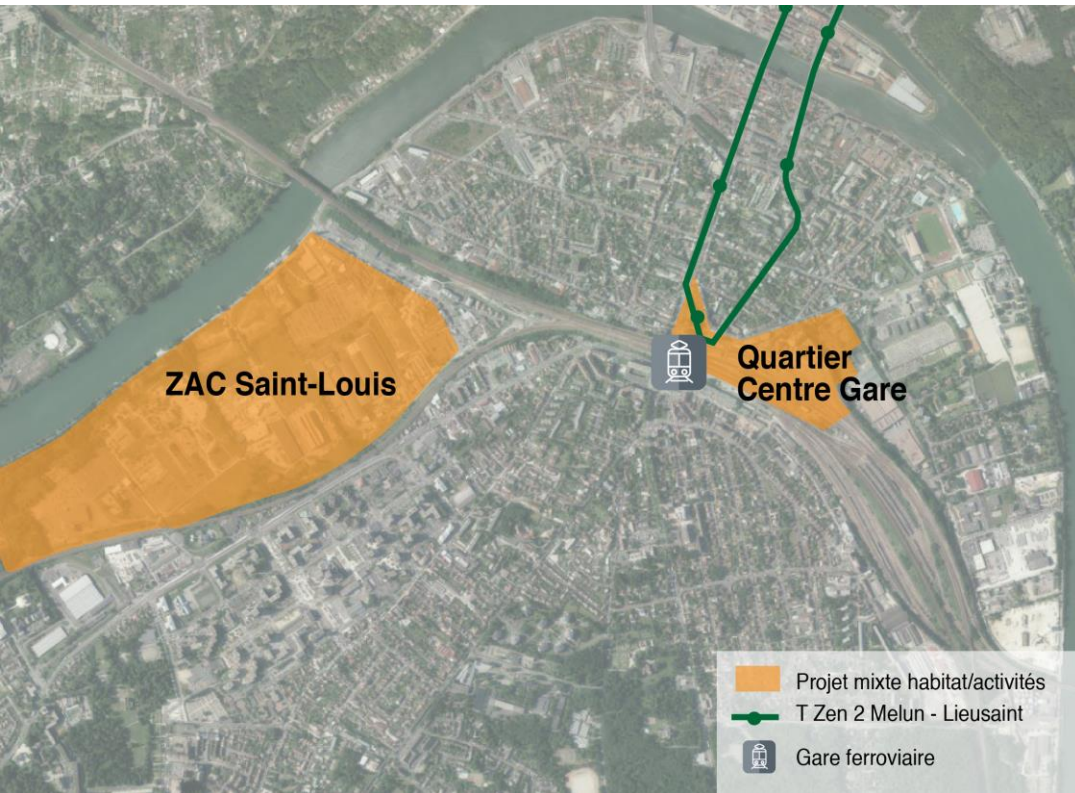 ZAC Saint-Louis
Quartier
Centre Gare
Projet mixte habitat/activités
T Zen 2 Melun - Lieusaint
Gare ferroviaire